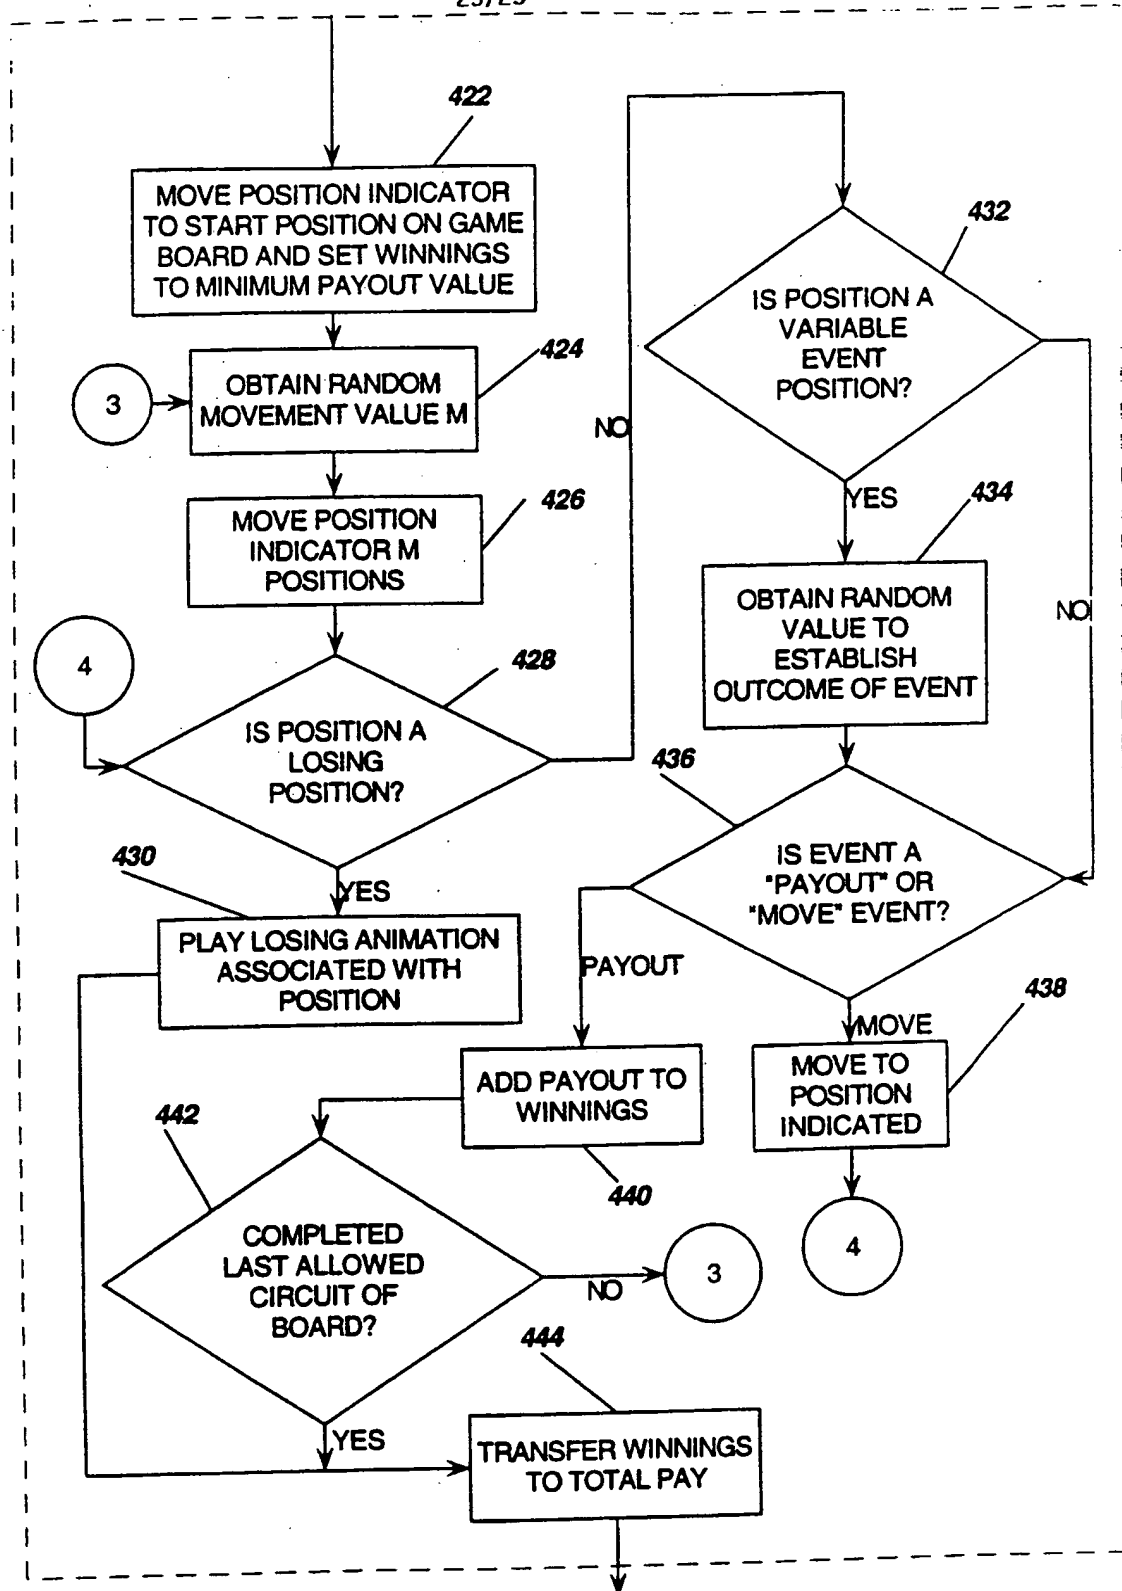 23/25
422
MOVE POSITION INDICATOR
TO START POSITION ON GAME
BOARD AND SET WINNINGS
TO MINIMUM PAYOUT VALUE
424
OBTAIN RANDOM
MOVEMENT VALUE M
3
426
MOVE POSITION
INDICATOR M
POSITIONS
4
428
IS POSITION A
LOSING
POSITION?
NO
YES
430
PLAY LOSING ANIMATION
ASSOCIATED WITH
POSITION
432
IS POSITION A
VARIABLE
EVENT
POSITION?
YES
NO
434
OBTAIN RANDOM
VALUE TO
ESTABLISH
OUTCOME OF EVENT
436
IS EVENT A
"PAYOUT" OR
"MOVE" EVENT?
PAYOUT
MOVE
438
MOVE TO
POSITION
INDICATED
4
ADD PAYOUT TO
WINNINGS
440
442
COMPLETED
LAST ALLOWED
CIRCUIT OF
BOARD?
NO
3
YES
444
TRANSFER WINNINGS
TO TOTAL PAY